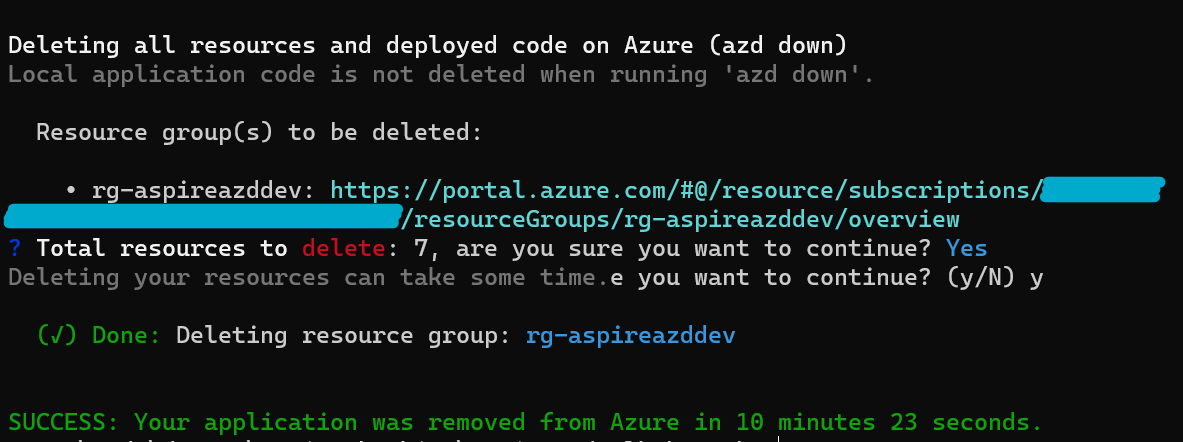 Deleting all resources and deployed code on Azure (azd down)
Local application code is not deleted when running 'azd down'.
Resource group(s) to be deleted:
• rg-aspireazddev: https://portal.azure.com/#@/resource/subscriptions/
/resourceGroups/rg-aspireazddev/overview
? Total resources to delete: 7, are you sure you want to continue? Yes
Deleting your resources can take some time.e you want to continue? (y/N) y
(√) Done: Deleting resource group: rg-aspireazddev
SUCCESS: Your application was removed from Azure in 10 minutes 23 seconds.